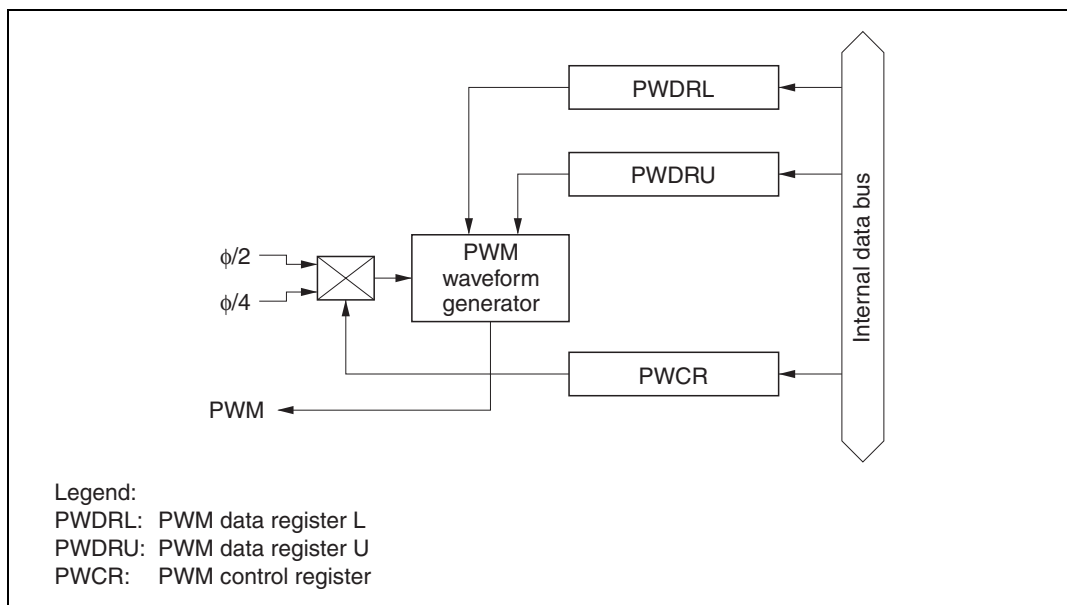 PWDRL
PWDRU
Internal data bus
ϕ/2
ϕ/4
PWM
waveform
generator
PWCR
PWM
Legend:
PWDRL: PWM data register L
PWDRU: PWM data register U
PWCR: PWM control register